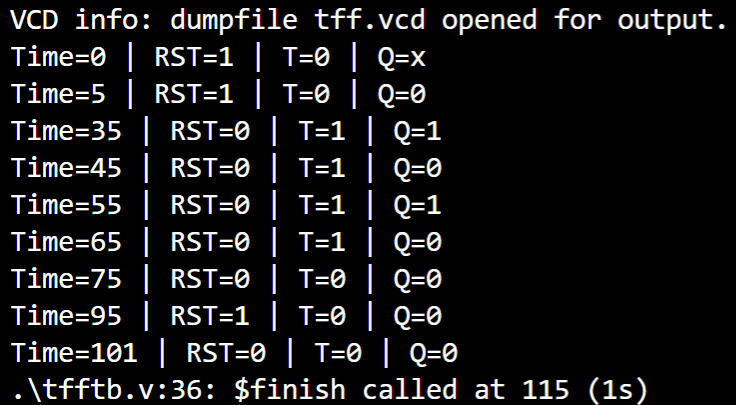 VCD info: dumpfile tff.vcd opened for output.
Time=0 | RST=1 | T=0 | Q=x
Time=5 | RST=1 | T=0 | Q=0
Time=35 | RST=0 | T=1 | Q=1
Time=45 | RST=0 | T=1 | Q=0
Time=55 | RST=0 | T=1 | Q=1
Time=65 | RST=0 | T=1 | Q=0
Time=75 | RST=0 | T=0 | Q=0
Time=95 | RST=1 | T=0 | Q=0
Time=101 | RST=0 | T=0 | Q=0
.\tfftb.v:36: $finish called at 115 (1s)